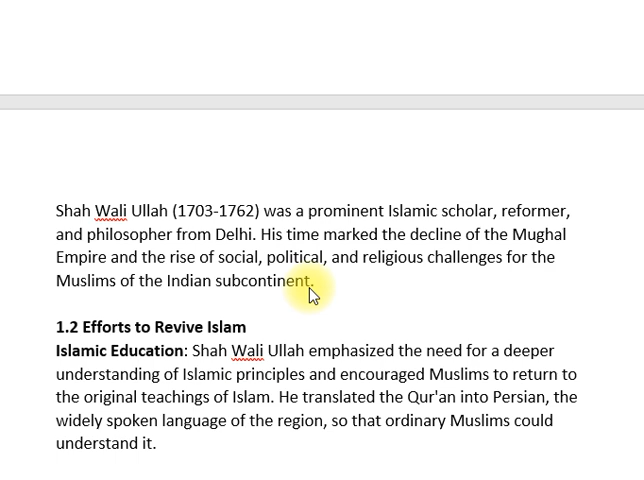 Shah Wali Ullah (1703-1762) was a prominent Islamic scholar, reformer,
and philosopher from Delhi. His time marked the decline of the Mughal
Empire and the rise of social, political, and religious challenges for the
Muslims of the Indian subcontinent.
1.2 Efforts to Revive Islam
Islamic Education: Shah Wali Ullah emphasized the need for a deeper
understanding of Islamic principles and encouraged Muslims to return to
the original teachings of Islam. He translated the Qur'an into Persian, the
widely spoken language of the region, so that ordinary Muslims could
understand it.